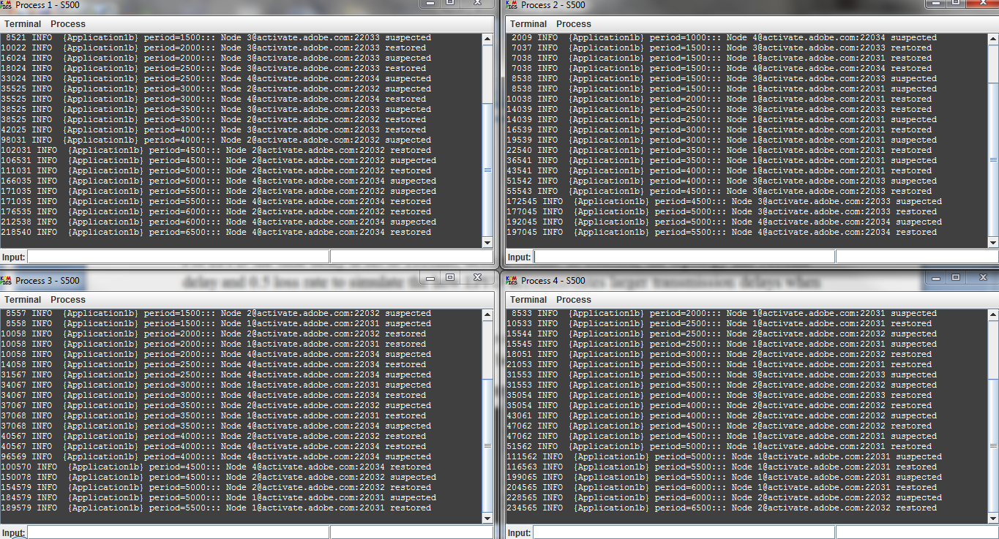 Process 1 - S500
Terminal Process
8521 INFO {Application1b} period=1500::: Node 3@activate.adobe.com:22033 suspected
10022 INFO {Application1b} period=2000::: Node 3@activate.adobe.com:22033 restored
16024 INFO {Application1b} period=2000::: Node 3@activate.adobe.com:22033 suspected
18024 INFO {Application1b} period=2500::: Node 3@activate.adobe.com:22033 restored
33024 INFO {Application1b} period=2500::: Node 4@activate.adobe.com:22034 suspected
35525 INFO {Application1b} period=3000::: Node 2@activate.adobe.com:22032 suspected
35525 INFO {Application1b} period=3000::: Node 4@activate.adobe.com:22034 restored
38525 INFO {Application1b} period=3500::: Node 3@activate.adobe.com:22033 suspected
38525 INFO {Application1b} period=3500::: Node 2@activate.adobe.com:22032 restored
42025 INFO {Application1b} period=4000::: Node 3@activate.adobe.com:22033 restored
98031 INFO {Application1b} period=4000::: Node 2@activate.adobe.com:22032 suspected
102031 INFO {Application1b} period=4500::: Node 2@activate.adobe.com:22032 restored
106531 INFO {Application1b} period=4500::: Node 2@activate.adobe.com:22032 suspected
111031 INFO {Application1b} period=5000::: Node 2@activate.adobe.com:22032 restored
166035 INFO {Application1b} period=5000::: Node 4@activate.adobe.com:22034 suspected
171035 INFO {Application1b} period=5500::: Node 2@activate.adobe.com:22032 suspected
171035 INFO {Application1b} period=5500::: Node 4@activate.adobe.com:22034 restored
176535 INFO {Application1b} period=6000::: Node 2@activate.adobe.com:22032 restored
212538 INFO {Application1b} period=6000::: Node 4@activate.adobe.com:22034 suspected
218540 INFO {Application1b} period=6500::: Node 4@activate.adobe.com:22034 restored
Input:
Process 2 - S500
Terminal Process
2009 INFO {Application1b} period=1000::: Node 4@activate.adobe.com:22034 suspected
7037 INFO {Application1b} period=1500::: Node 3@activate.adobe.com:22033 restored
7038 INFO {Application1b} period=1500::: Node 1@activate.adobe.com:22031 restored
7038 INFO {Application1b} period=1500::: Node 4@activate.adobe.com:22034 restored
8538 INFO {Application1b} period=1500::: Node 3@activate.adobe.com:22033 suspected
8538 INFO {Application1b} period=1500::: Node 1@activate.adobe.com:22031 suspected
10038 INFO {Application1b} period=2000::: Node 1@activate.adobe.com:22031 restored
14039 INFO {Application1b} period=2500::: Node 3@activate.adobe.com:22033 restored
14039 INFO {Application1b} period=2500::: Node 1@activate.adobe.com:22031 suspected
16539 INFO {Application1b} period=3000::: Node 1@activate.adobe.com:22031 restored
19539 INFO {Application1b} period=3000::: Node 1@activate.adobe.com:22031 suspected
22540 INFO {Application1b} period=3500::: Node 1@activate.adobe.com:22031 restored
36541 INFO {Application1b} period=3500::: Node 1@activate.adobe.com:22031 suspected
43541 INFO {Application1b} period=4000::: Node 1@activate.adobe.com:22031 restored
51542 INFO {Application1b} period=4000::: Node 3@activate.adobe.com:22033 suspected
55543 INFO {Application1b} period=4500::: Node 3@activate.adobe.com:22033 restored
172545 INFO {Application1b} period=4500::: Node 3@activate.adobe.com:22033 suspected
177045 INFO {Application1b} period=5000::: Node 3@activate.adobe.com:22033 restored
192045 INFO {Application1b} period=5000::: Node 4@activate.adobe.com:22034 suspected
197045 INFO {Application1b} period=5500::: Node 4@activate.adobe.com:22034 restored
Input:
Process 3 - S500
Terminal Process
8557 INFO {Application1b} period=1500::: Node 2@activate.adobe.com:22032 suspected
8558 INFO {Application1b} period=1500::: Node 1@activate.adobe.com:22031 suspected
10058 INFO {Application1b} period=2000::: Node 2@activate.adobe.com:22032 restored
10058 INFO {Application1b} period=2000::: Node 1@activate.adobe.com:22031 restored
10058 INFO {Application1b} period=2000::: Node 4@activate.adobe.com:22034 suspected
14058 INFO {Application1b} period=2500::: Node 4@activate.adobe.com:22034 restored
31567 INFO {Application1b} period=2500::: Node 4@activate.adobe.com:22034 suspected
34067 INFO {Application1b} period=3000::: Node 1@activate.adobe.com:22031 suspected
34067 INFO {Application1b} period=3000::: Node 4@activate.adobe.com:22034 restored
37067 INFO {Application1b} period=3500::: Node 2@activate.adobe.com:22032 suspected
37068 INFO {Application1b} period=3500::: Node 1@activate.adobe.com:22031 restored
37068 INFO {Application1b} period=3500::: Node 4@activate.adobe.com:22034 suspected
40567 INFO {Application1b} period=4000::: Node 2@activate.adobe.com:22032 restored
40567 INFO {Application1b} period=4000::: Node 4@activate.adobe.com:22034 restored
96569 INFO {Application1b} period=4000::: Node 4@activate.adobe.com:22034 suspected
100570 INFO {Application1b} period=4500::: Node 4@activate.adobe.com:22034 restored
150078 INFO {Application1b} period=4500::: Node 2@activate.adobe.com:22032 suspected
154579 INFO {Application1b} period=5000::: Node 2@activate.adobe.com:22032 restored
184579 INFO {Application1b} period=5000::: Node 1@activate.adobe.com:22031 suspected
189579 INFO {Application1b} period=5500::: Node 1@activate.adobe.com:22031 restored
Input:
Process 4 - S500
Terminal Process
8533 INFO {Application1b} period=2000::: Node 1@activate.adobe.com:22031 suspected
10533 INFO {Application1b} period=2500::: Node 1@activate.adobe.com:22031 restored
15544 INFO {Application1b} period=2500::: Node 2@activate.adobe.com:22032 suspected
15545 INFO {Application1b} period=2500::: Node 1@activate.adobe.com:22031 suspected
18051 INFO {Application1b} period=3000::: Node 2@activate.adobe.com:22032 restored
21053 INFO {Application1b} period=3500::: Node 1@activate.adobe.com:22031 restored
31553 INFO {Application1b} period=3500::: Node 3@activate.adobe.com:22033 suspected
31553 INFO {Application1b} period=3500::: Node 2@activate.adobe.com:22032 suspected
35054 INFO {Application1b} period=4000::: Node 3@activate.adobe.com:22033 restored
35054 INFO {Application1b} period=4000::: Node 2@activate.adobe.com:22032 restored
43061 INFO {Application1b} period=4000::: Node 2@activate.adobe.com:22032 suspected
47062 INFO {Application1b} period=4500::: Node 2@activate.adobe.com:22032 restored
47062 INFO {Application1b} period=4500::: Node 1@activate.adobe.com:22031 suspected
51562 INFO {Application1b} period=5000::: Node 1@activate.adobe.com:22031 restored
111562 INFO {Application1b} period=5000::: Node 1@activate.adobe.com:22031 suspected
116563 INFO {Application1b} period=5500::: Node 1@activate.adobe.com:22031 restored
199065 INFO {Application1b} period=5500::: Node 1@activate.adobe.com:22031 suspected
204565 INFO {Application1b} period=6000::: Node 1@activate.adobe.com:22031 restored
228565 INFO {Application1b} period=6000::: Node 2@activate.adobe.com:22032 suspected
234565 INFO {Application1b} period=6500::: Node 2@activate.adobe.com:22032 restored
Input: